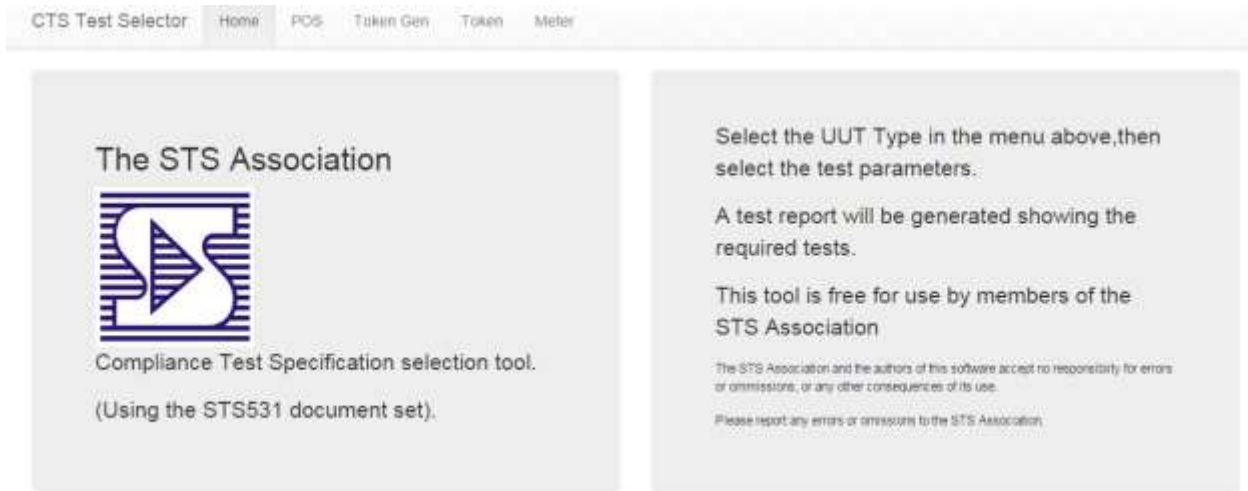 CTS Test Selector Home POS Token Gen Token Meter
The STS Association
Compliance Test Specification selection tool.
(Using the STS531 document set).
Select the UUT Type in the menu above,then
select the test parameters.
A test report will be generated showing the
required tests.
This tool is free for use by members of the
STS Association
The STS Association and the authors of this software accept no responsibility for errors
or ommissions, or any other consequences of its use.
Please report any errors or omissions to the STS Association.